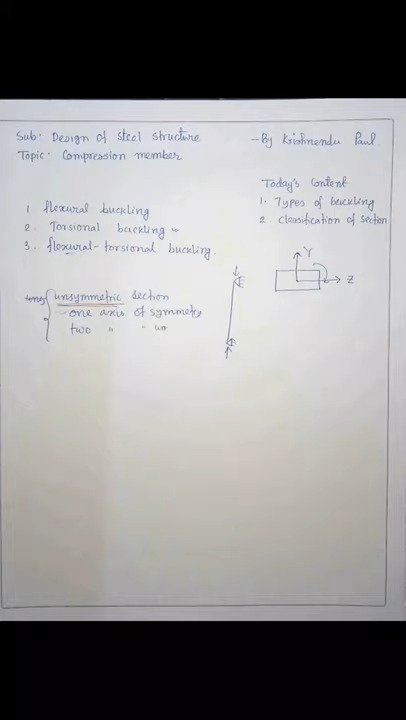 Sub: Design of steel structure
- By Krishnendu Paul.
Topic: Compression member
Today's Content
1. Types of buckling
2. Classification of section
1 flexural buckling
2. Torsional buckling "
3. flexural-torsional buckling.
Y
Z
unsymmetric section
one axis of symmetry
two " "